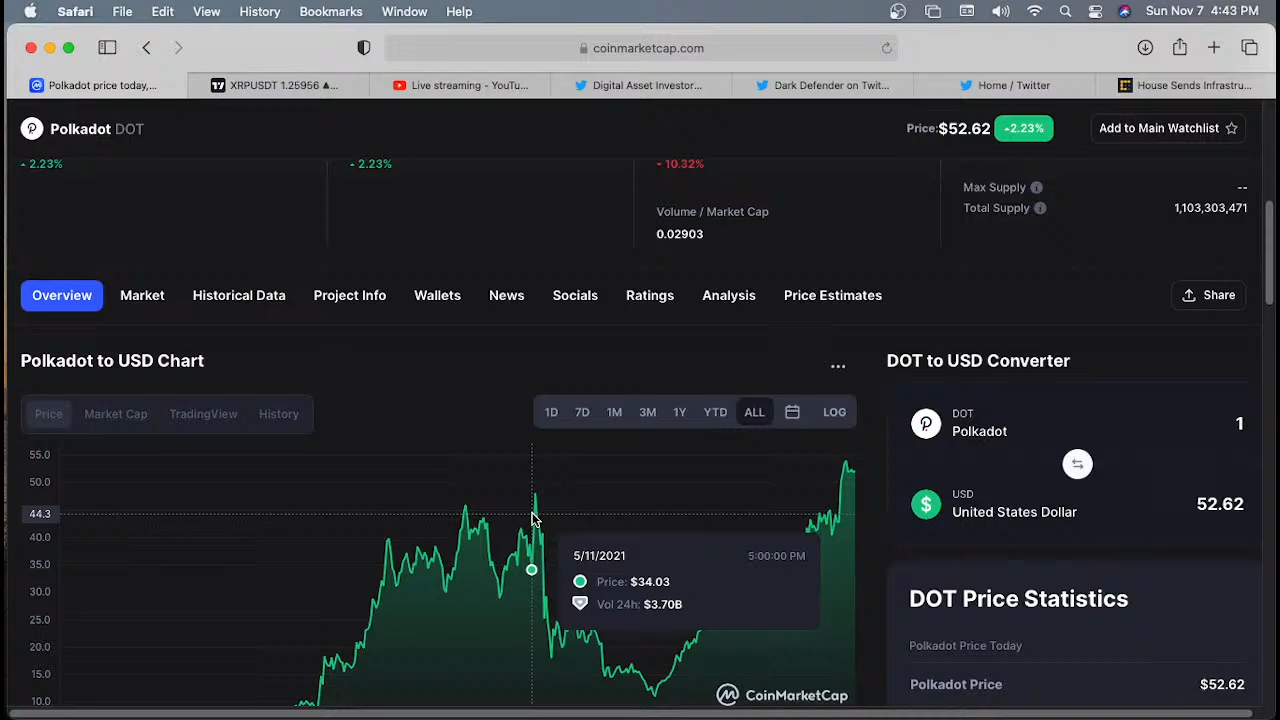 Safari File Edit View History Bookmarks Window Help Sun Nov 7 4:43 PM
coinmarketcap.com
Polkadot price today,... XRPUSDT 1.25956 ▲... Live streaming - YouTu... Digital Asset Investor... Dark Defender on Twit... Home / Twitter House Sends Infrastru...
Polkadot DOT Price: $52.62 2.23% Add to Main Watchlist
2.23% 2.23% 10.32%
Max Supply --
Volume / Market Cap Total Supply 1,103,303,471
0.02903
Overview Market Historical Data Project Info Wallets News Socials Ratings Analysis Price Estimates Share
Polkadot to USD Chart ... DOT to USD Converter
Price Market Cap TradingView History 1D 7D 1M 3M 1Y YTD ALL LOG
DOT
Polkadot 1
USD
United States Dollar 52.62
55.0
50.0
44.3
40.0
35.0
30.0
25.0
20.0
15.0
10.0
5/11/2021 5:00:00 PM
Price: $34.03
Vol 24h: $3.70B
CoinMarketCap
DOT Price Statistics
Polkadot Price Today
Polkadot Price $52.62